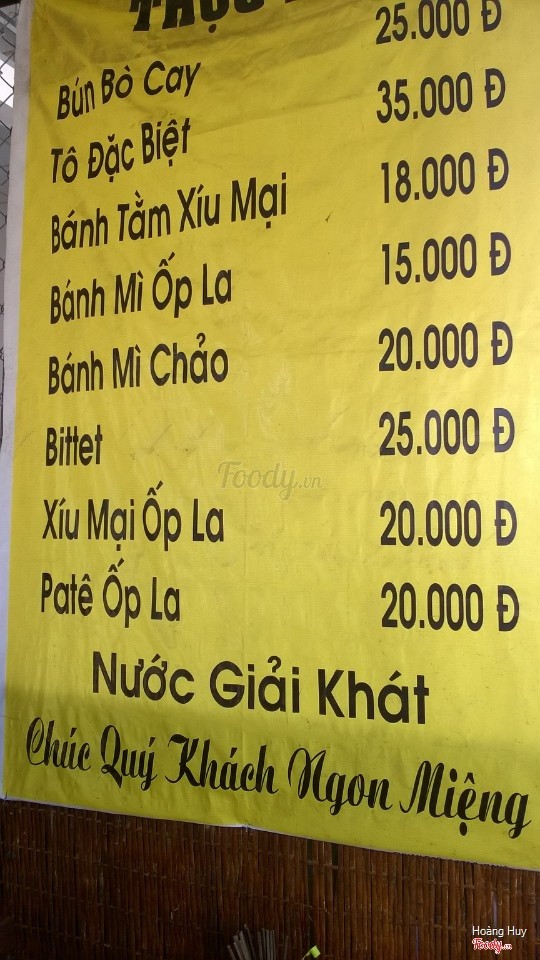 THỰC
Bún Bò Cay 25.000 Đ
Tô Đặc Biệt 35.000 Đ
Bánh Tằm Xíu Mại 18.000 Đ
Bánh Mì Ốp La 15.000 Đ
Bánh Mì Chảo 20.000 Đ
Bittet 25.000 Đ
Xíu Mại Ốp La 20.000 Đ
Patê Ốp La 20.000 Đ
Nước Giải Khát
Chúc Quý Khách Ngon Miệng
Foody.vn
Hoàng Huy
Foody.vn